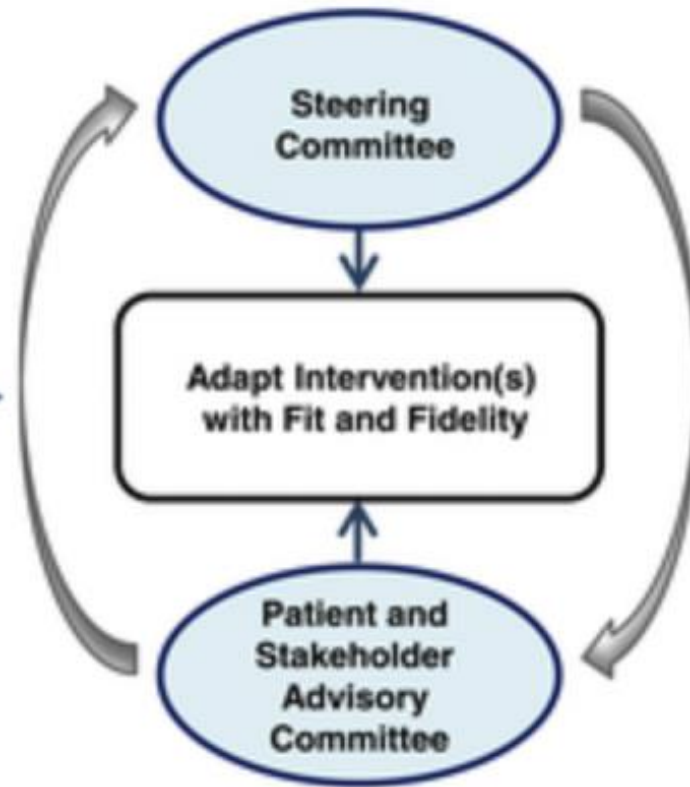 Steering
Committee
Adapt Intervention(s)
with Fit and Fidelity
Patient and
Stakeholder
Advisory
Committee